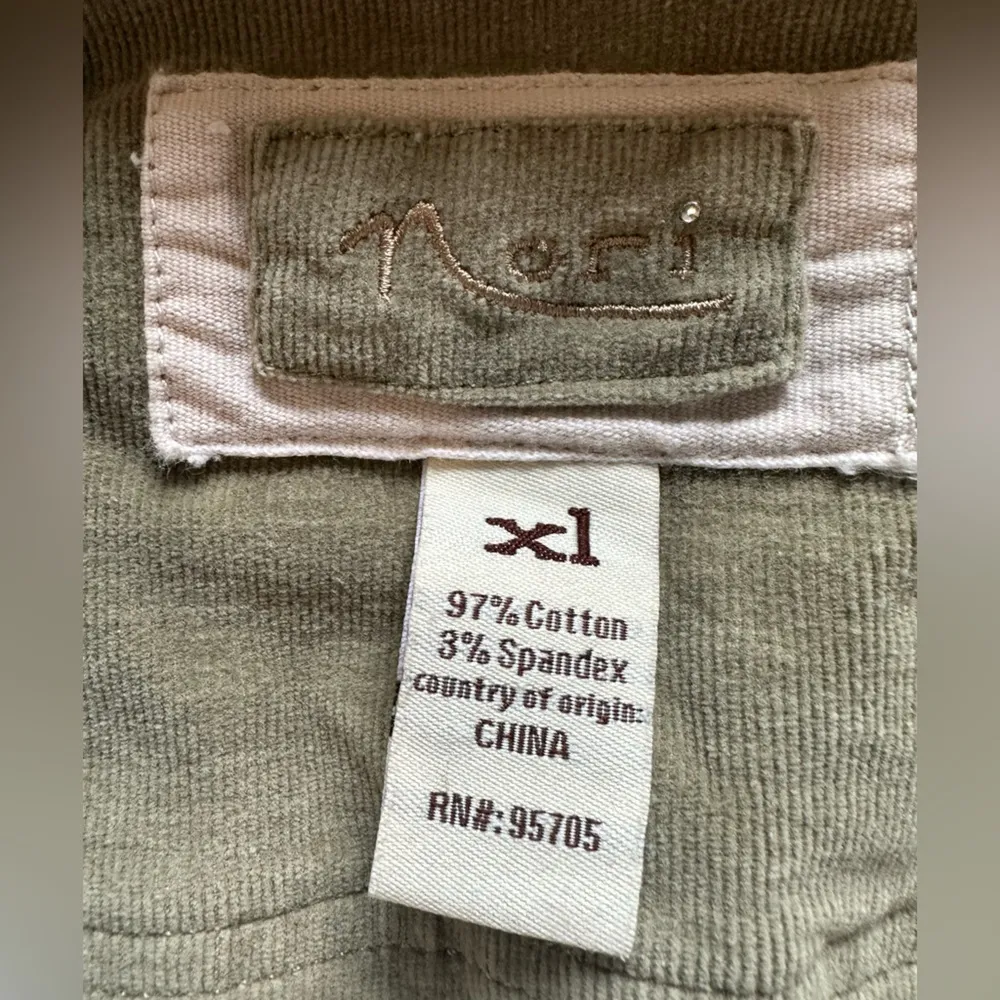 nori
xl
97% Cotton
3% Spandex
country of origin:
CHINA
RN#: 95705